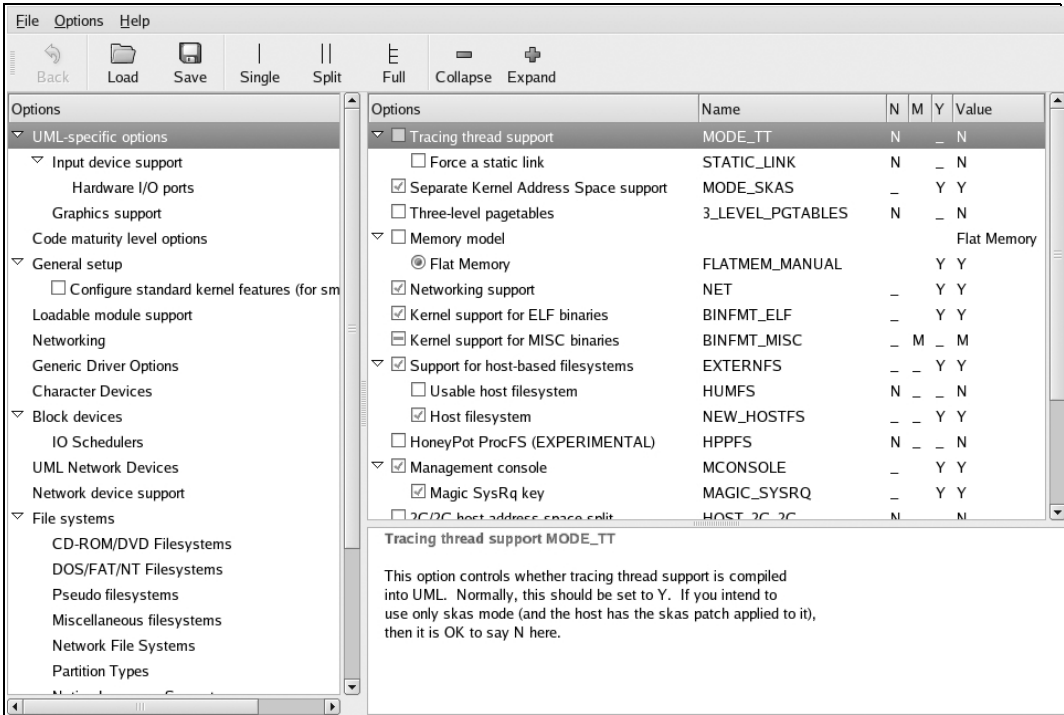 File Options Help
Back Load Save Single Split Full Collapse Expand
Options
UML-specific options
Input device support
Hardware I/O ports
Graphics support
Code maturity level options
General setup
Configure standard kernel features (for sm
Loadable module support
Networking
Generic Driver Options
Character Devices
Block devices
IO Schedulers
UML Network Devices
Network device support
File systems
CD-ROM/DVD Filesystems
DOS/FAT/NT Filesystems
Pseudo filesystems
Miscellaneous filesystems
Network File Systems
Partition Types
Options Name N M Y Value
Tracing thread support MODE_TT N _ N
Force a static link STATIC_LINK N _ N
Separate Kernel Address Space support MODE_SKAS _ Y Y
Three-level pagetables 3_LEVEL_PGTABLES N _ N
Memory model Flat Memory
Flat Memory FLATMEM_MANUAL Y Y
Networking support NET _ Y Y
Kernel support for ELF binaries BINFMT_ELF _ Y Y
Kernel support for MISC binaries BINFMT_MISC _ M _ M
Support for host-based filesystems EXTERNFS _ _ Y Y
Usable host filesystem HUMFS N _ _ N
Host filesystem NEW_HOSTFS _ _ Y Y
HoneyPot ProcFS (EXPERIMENTAL) HPPFS N _ _ N
Management console MCONSOLE _ Y Y
Magic SysRq key MAGIC_SYSRQ _ Y Y
host address space split N N
Tracing thread support MODE_TT
This option controls whether tracing thread support is compiled
into UML. Normally, this should be set to Y. If you intend to
use only skas mode (and the host has the skas patch applied to it),
then it is OK to say N here.